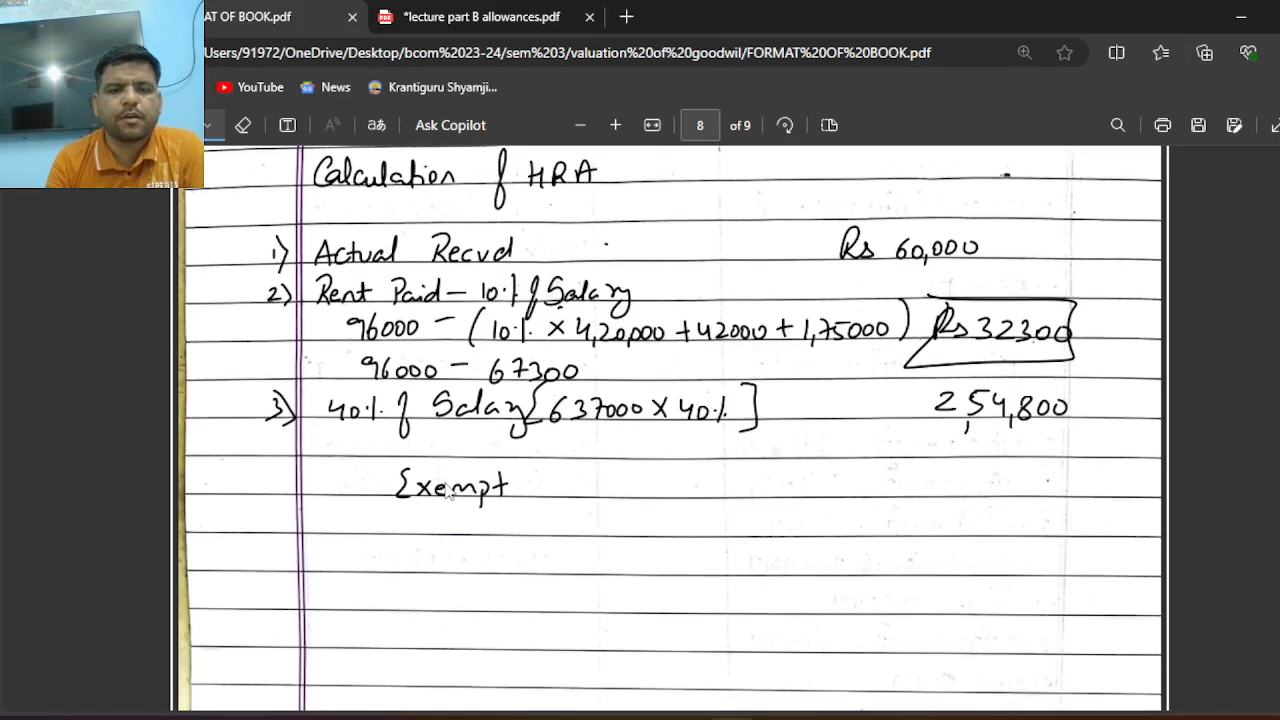 AT OF BOOK.pdf
*lecture part B allowances.pdf
Users/91972/OneDrive/Desktop/bcom%2023-24/sem%203/valuation%20of%20goodwil/FORMAT%20OF%20BOOK.pdf
YouTube
News
Krantiguru Shyamji...
Ask Copilot
8 of 9
Calculation of HRA
1) Actual Recvd Rs 60,000
2) Rent Paid - 10% of Salary
96000 - (10% × 4,20,000 + 42000 + 1,75000) Rs 32300
96000 - 67300
3) 40% of Salary [637000 × 40%] 2,54,800
Exempt